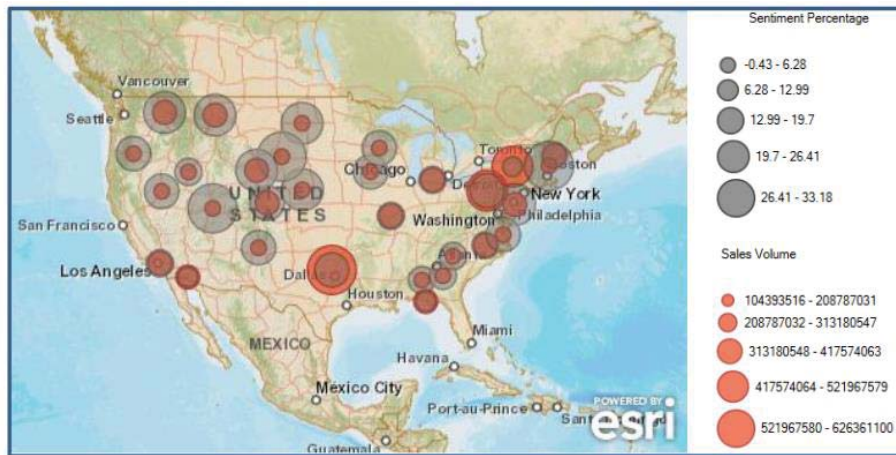 Vancouver
Seattle
San Francisco
Los Angeles
UNITED
STATES
Chicago
Toronto
Boston
New York
Philadelphia
Washington
Atlanta
Dallas
Houston
Miami
MEXICO
Havana
México City
Port-au-Prince
Guatemala
POWERED BY
esri
Sentiment Percentage
-0.43 - 6.28
6.28 - 12.99
12.99 - 19.7
19.7 - 26.41
26.41 - 33.18
Sales Volume
104393516 - 208787031
208787032 - 313180547
313180548 - 417574063
417574064 - 521967579
521967580 - 626361100